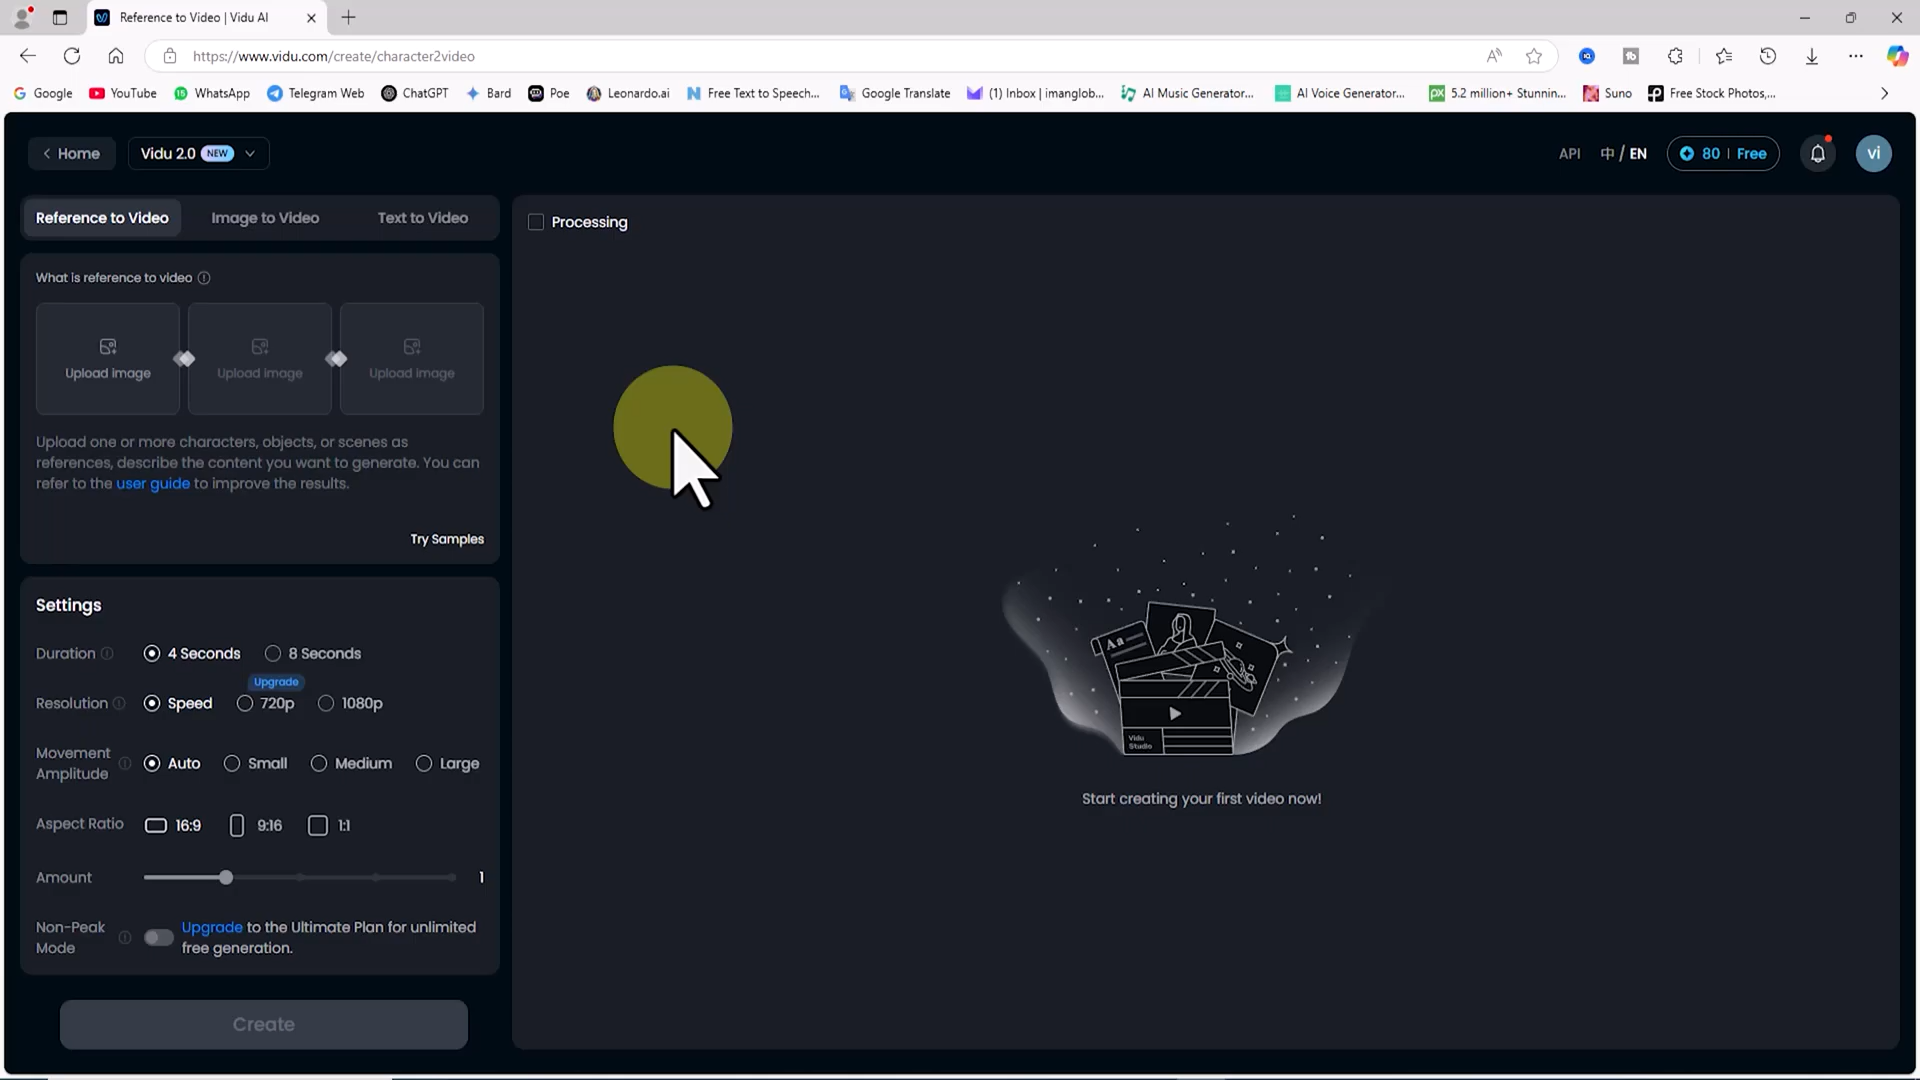 Reference to Video | Vidu AI
https://www.vidu.com/create/character2video
Google YouTube WhatsApp Telegram Web ChatGPT Bard Poe Leonardo.ai Free Text to Speech... Google Translate (1) Inbox | imanglob... AI Music Generator... AI Voice Generator... 5.2 million+ Stunnin... Suno Free Stock Photos,...
Home Vidu 2.0 NEW API 中 / EN 80 | Free vi
Reference to Video Image to Video Text to Video
Processing
What is reference to video
Upload image Upload image Upload image
Upload one or more characters, objects, or scenes as
references, describe the content you want to generate. You can
refer to the user guide to improve the results.
Try Samples
Settings
Duration 4 Seconds 8 Seconds
Upgrade
Resolution Speed 720p 1080p
Movement
Amplitude Auto Small Medium Large
Aspect Ratio 16:9 9:16 1:1
Amount 1
Non-Peak
Mode
Upgrade to the Ultimate Plan for unlimited
free generation.
Create
Aa
Vidu
Studio
Start creating your first video now!